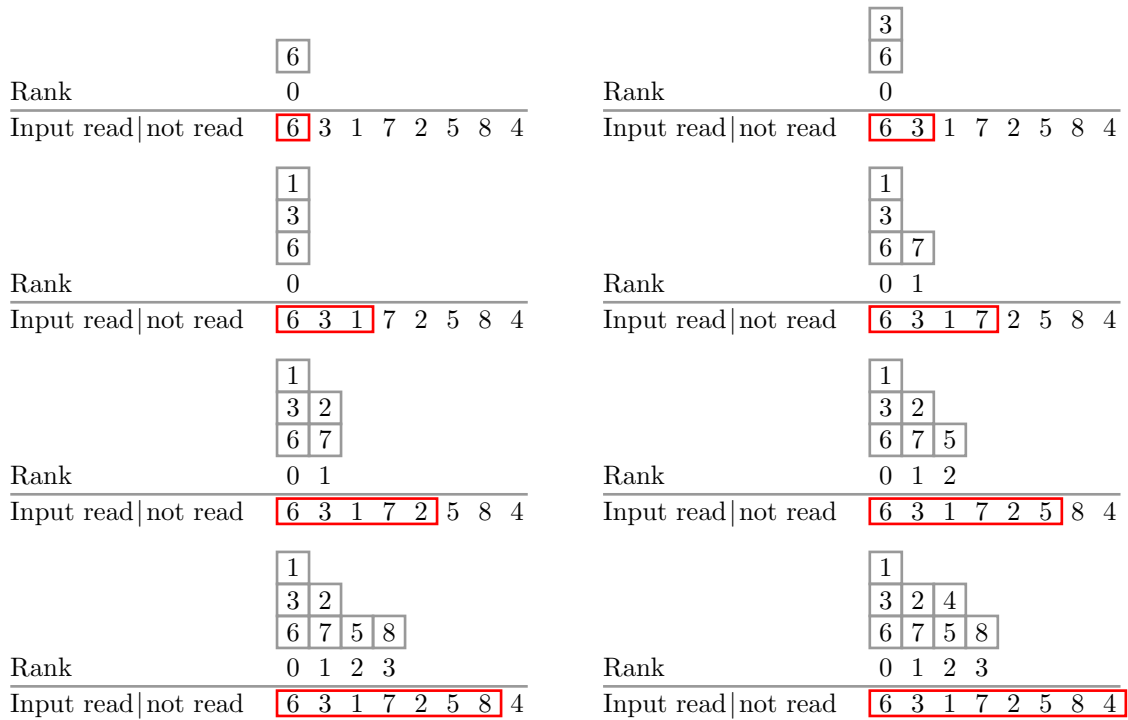 6
Rank 0
Input read|not read 6 3 1 7 2 5 8 4
3
6
Rank 0
Input read|not read 6 3 1 7 2 5 8 4
1
3
6
Rank 0
Input read|not read 6 3 1 7 2 5 8 4
1
3
6 7
Rank 0 1
Input read|not read 6 3 1 7 2 5 8 4
1
3 2
6 7
Rank 0 1
Input read|not read 6 3 1 7 2 5 8 4
1
3 2
6 7 5
Rank 0 1 2
Input read|not read 6 3 1 7 2 5 8 4
1
3 2
6 7 5 8
Rank 0 1 2 3
Input read|not read 6 3 1 7 2 5 8 4
1
3 2 4
6 7 5 8
Rank 0 1 2 3
Input read|not read 6 3 1 7 2 5 8 4